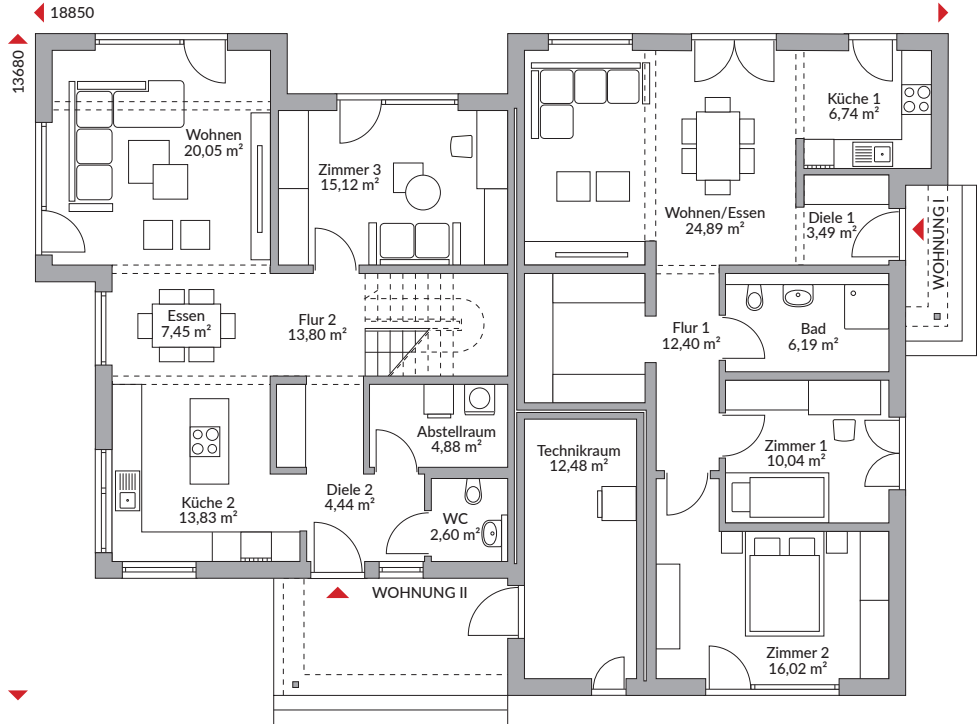 18850
13680
Wohnen
20,05 m²
Zimmer 3
15,12 m²
Küche 1
6,74 m²
Wohnen/Essen
24,89 m²
Diele 1
3,49 m²
WOHNUNG I
Essen
7,45 m²
Flur 2
13,80 m²
Flur 1
12,40 m²
Bad
6,19 m²
Abstellraum
4,88 m²
Technikraum
12,48 m²
Zimmer 1
10,04 m²
Küche 2
13,83 m²
Diele 2
4,44 m²
WC
2,60 m²
WOHNUNG II
Zimmer 2
16,02 m²